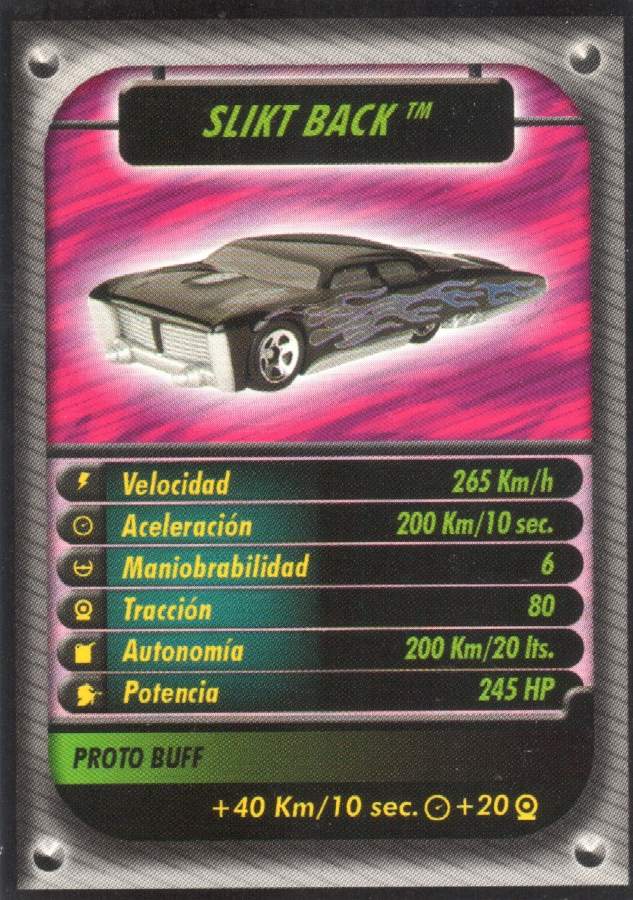 SLIKT BACK ™
Velocidad 265 Km/h
Aceleración 200 Km/10 sec.
Maniobrabilidad 6
Tracción 80
Autonomía 200 Km/20 lts.
Potencia 245 HP
PROTO BUFF
+40 Km/10 sec. +20